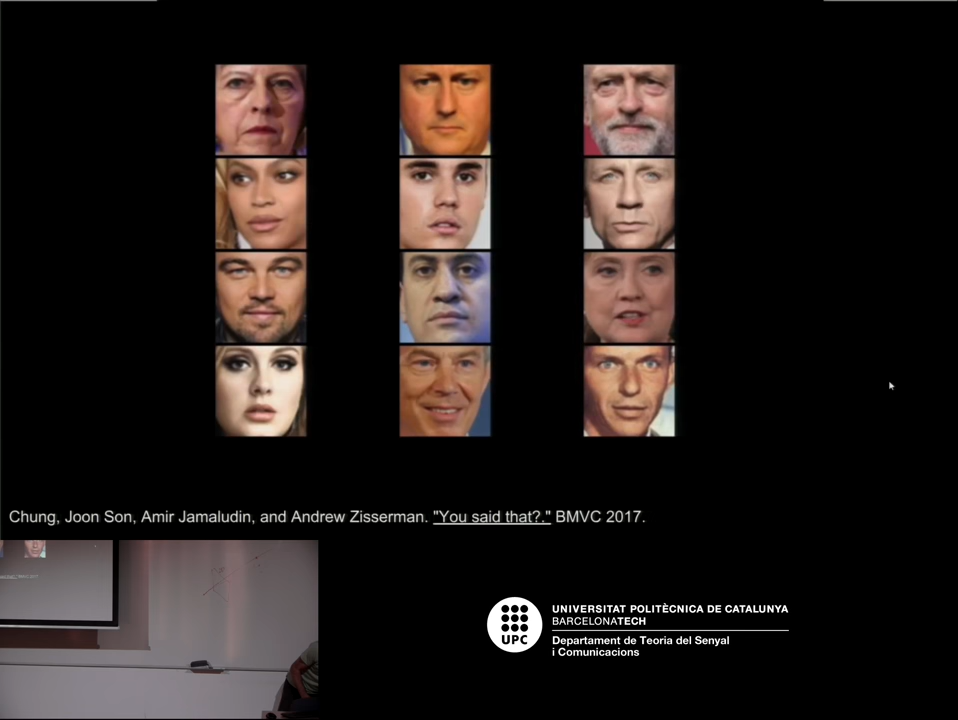 Chung, Joon Son, Amir Jamaludin, and Andrew Zisserman. "You said that?." BMVC 2017.
UPC
UNIVERSITAT POLITÈCNICA DE CATALUNYA
BARCELONATECH
Departament de Teoria del Senyal
i Comunicacions